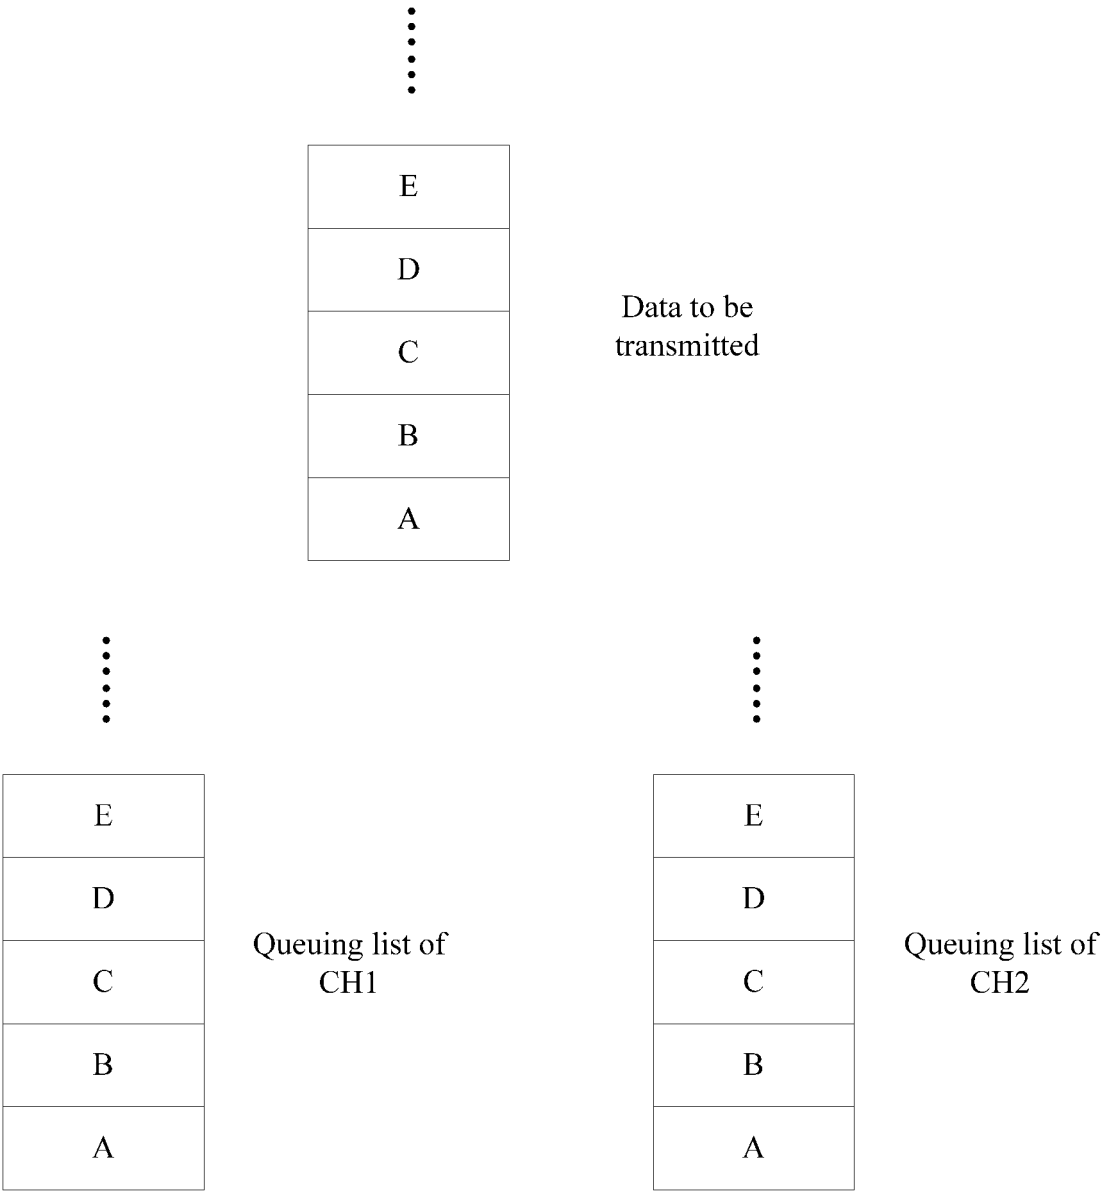 E
D
C
B
A
Data to be
transmitted
E
D
C
B
A
Queuing list of
CH1
E
D
C
B
A
Queuing list of
CH2